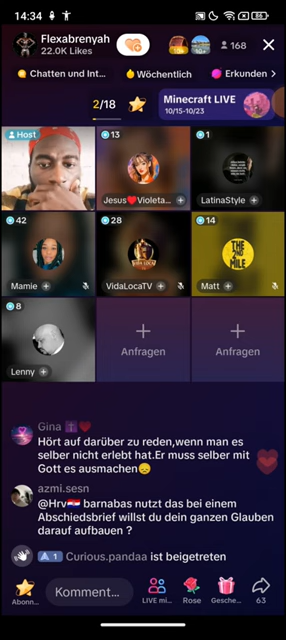 14:34
86
Flexabrenyah
22.0K Likes
168
Chatten und Int...
Wöchentlich
Erkunden
2/18
Minecraft LIVE
10/15-10/23
Host
13
1
Jesus❤️Violeta...
LatinaStyle
42
28
14
THE
2ND
MILE
Mamie
VidaLocaTV
Matt
8
Lenny
Anfragen
Anfragen
Gina ✝️❤️
Hört auf darüber zu reden,wenn man es
selber nicht erlebt hat.Er muss selber mit
Gott es ausmachen😞
azmi.sesn
@Hrv🇭🇷 barnabas nutzt das bei einem
Abschiedsbrief willst du dein ganzen Glauben
darauf aufbauen ?
1 Curious.pandaa ist beigetreten
Komment...
Abonn...
LIVE mi...
Rose
Gesche...
63